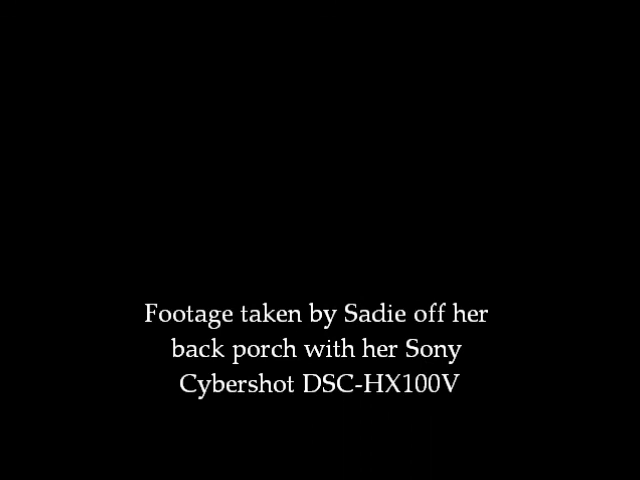 Footage taken by Sadie off her
back porch with her Sony
Cybershot DSC-HX100V